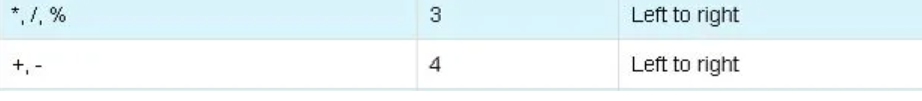 *, /, % 3 Left to right
+, - 4 Left to right